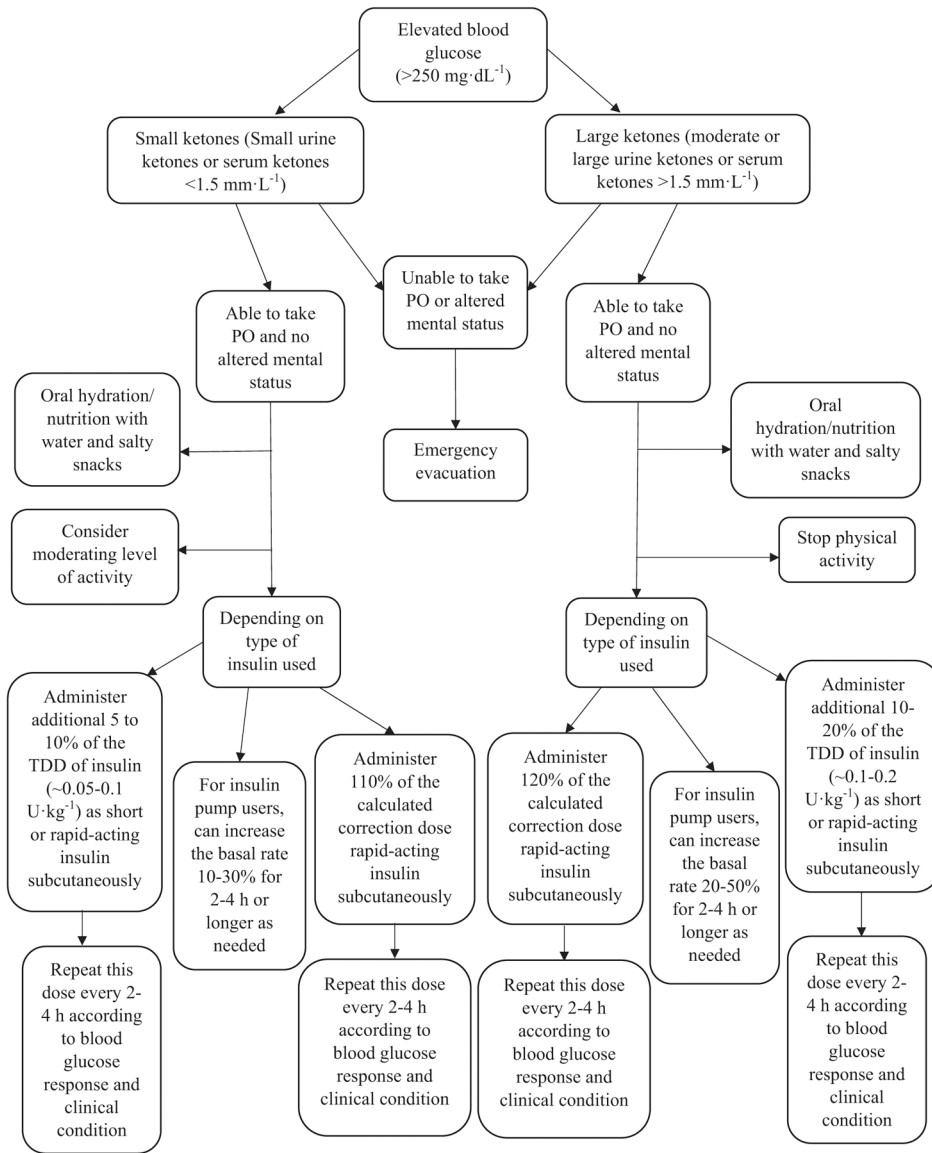 Elevated blood
glucose
(>250 mg·dL⁻¹)
Small ketones (Small urine
ketones or serum ketones
<1.5 mm·L⁻¹)
Large ketones (moderate or
large urine ketones or serum
ketones >1.5 mm·L⁻¹)
Unable to take
PO or altered
mental status
Able to take
PO and no
altered mental
status
Able to take
PO and no
altered mental
status
Oral hydration/
nutrition with
water and salty
snacks
Emergency
evacuation
Oral
hydration/nutrition
with water and salty
snacks
Consider
moderating level
of activity
Stop physical
activity
Depending on
type of
insulin used
Depending on
type of insulin
used
Administer
additional 5 to
10% of the
TDD of insulin
(~0.05-0.1
U·kg⁻¹) as short
or rapid-acting
insulin
subcutaneously
For insulin
pump users,
can increase
the basal rate
10-30% for
2-4 h or
longer as
needed
Administer
110% of the
calculated
correction dose
rapid-acting
insulin
subcutaneously
Administer
120% of the
calculated
correction dose
rapid-acting
insulin
subcutaneously
For insulin
pump users,
can increase
the basal
rate 20-50%
for 2-4 h or
longer as
needed
Administer
additional 10-
20% of the
TDD of insulin
(~0.1-0.2
U·kg⁻¹) as short
or rapid-acting
insulin
subcutaneously
Repeat this
dose every 2-
4 h according
to blood
glucose
response and
clinical
condition
Repeat this dose
every 2-4 h
according to
blood glucose
response and
clinical condition
Repeat this dose
every 2-4 h
according to
blood glucose
response and
clinical condition
Repeat this
dose every 2-
4 h according
to blood
glucose
response and
clinical
condition